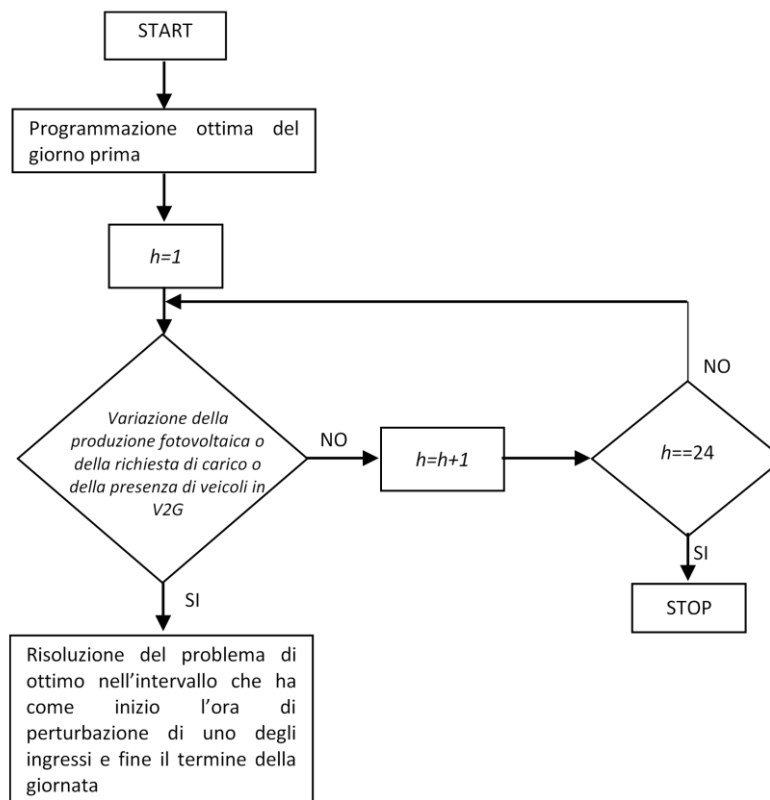 START
Programmazione ottima del
giorno prima
h=1
NO
Variazione della
produzione fotovoltaica o
della richiesta di carico o
della presenza di veicoli in
V2G
NO
h=h+1
h==24
SI
SI
STOP
Risoluzione del problema di
ottimo nell’intervallo che ha
come inizio l’ora di
perturbazione di uno degli
ingressi e fine il termine della
giornata